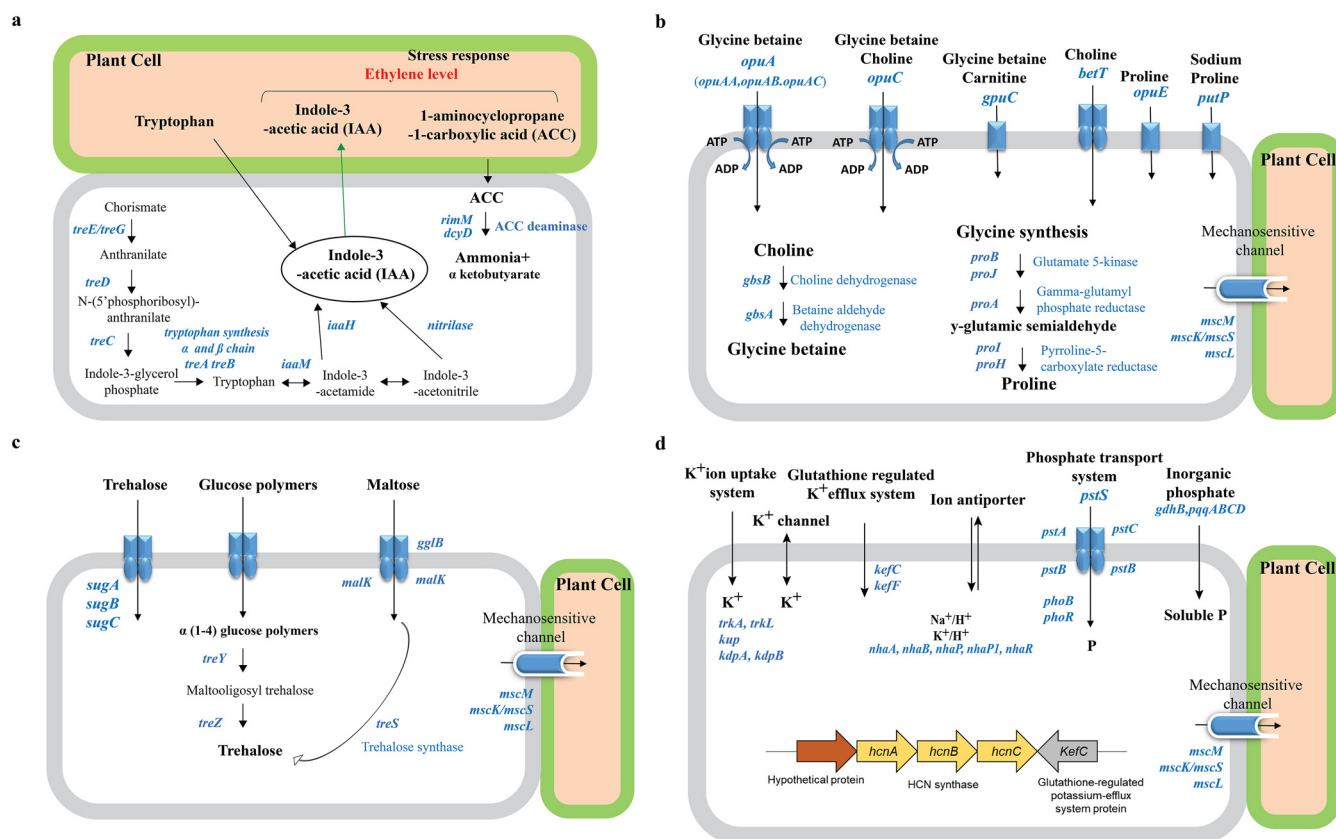 a
Plant Cell
Stress response
Ethylene level
Tryptophan
Indole-3
-acetic acid (IAA)
1-aminocyclopropane
-1-carboxylic acid (ACC)
Chorismate
treE/treG
Anthranilate
treD
N-(5'phosphoribosyl)-
anthranilate
treC
Indole-3-glycerol
phosphate
tryptophan synthesis
α and β chain
treA treB
Tryptophan
iaaM
Indole-3
-acetamide
Indole-3
-acetonitrile
iaaH
nitrilase
Indole-3
-acetic acid (IAA)
ACC
rimM
dcyD
ACC deaminase
Ammonia+
α ketobutyarate
b
Glycine betaine
opuA
(opuAA,opuAB.opuAC)
Glycine betaine
Choline
opuC
Glycine betaine
Carnitine
gpuC
Choline
betT
Proline
opuE
Sodium
Proline
putP
ATP
ATP
ADP
ADP
ATP
ATP
ADP
ADP
Choline
gbsB
Choline dehydrogenase
gbsA
Betaine aldehyde
dehydrogenase
Glycine betaine
Glycine synthesis
proB
proJ
Glutamate 5-kinase
proA
Gamma-glutamyl
phosphate reductase
y-glutamic semialdehyde
proI
proH
Pyrroline-5-
carboxylate reductase
Proline
Plant Cell
Mechanosensitive
channel
mscM
mscK/mscS
mscL
c
Trehalose
Glucose polymers
Maltose
sugA
sugB
sugC
gglB
malK
malK
α (1-4) glucose polymers
treY
Maltooligosyl trehalose
treZ
Trehalose
treS
Trehalose synthase
Plant Cell
Mechanosensitive
channel
mscM
mscK/mscS
mscL
d
K+ion uptake
system
Glutathione regulated
K+efflux system
K+ channel
Ion antiporter
Phosphate transport
system
pstS
Inorganic
phosphate
gdhB,pqqABCD
pstA
pstC
pstB
pstB
phoB
phoR
P
Soluble P
kefC
kefF
K+
K+
trkA, trkL
kup
kdpA, kdpB
Na+/H+
K+/H+
nhaA, nhaB, nhaP, nhaP1, nhaR
Plant Cell
Mechanosensitive
channel
mscM
mscK/mscS
mscL
hcnA
hcnB
hcnC
KefC
Hypothetical protein
HCN synthase
Glutathione-regulated
potassium-efflux
system protein